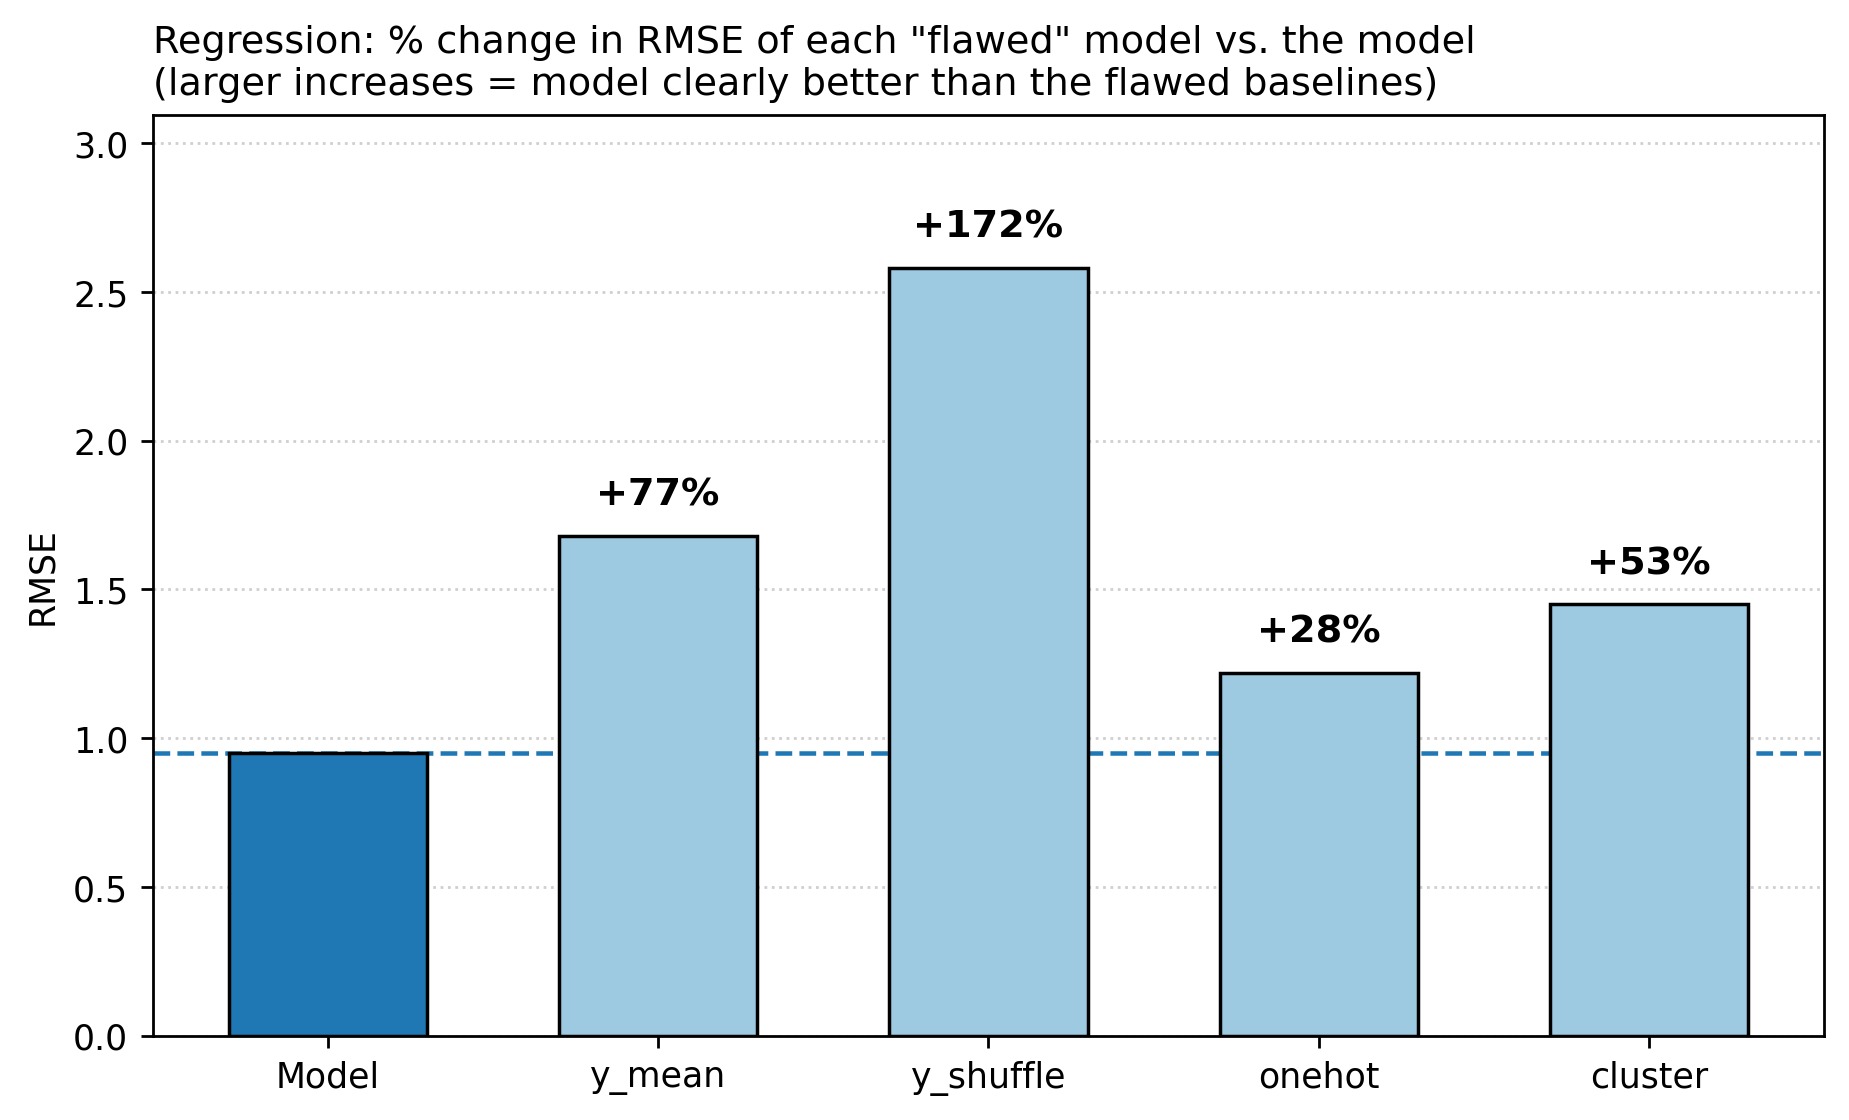 Regression: % change in RMSE of each "flawed" model vs. the model
(larger increases = model clearly better than the flawed baselines)
3.0
2.5
2.0
1.5
1.0
0.5
0.0
RMSE
+77%
+172%
+28%
+53%
Model
y_mean
y_shuffle
onehot
cluster